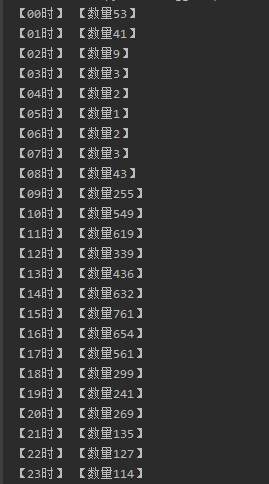 【00时】 【数量53】
【01时】 【数量41】
【02时】 【数量9】
【03时】 【数量3】
【04时】 【数量2】
【05时】 【数量1】
【06时】 【数量2】
【07时】 【数量3】
【08时】 【数量43】
【09时】 【数量255】
【10时】 【数量549】
【11时】 【数量619】
【12时】 【数量339】
【13时】 【数量436】
【14时】 【数量632】
【15时】 【数量761】
【16时】 【数量654】
【17时】 【数量561】
【18时】 【数量299】
【19时】 【数量241】
【20时】 【数量269】
【21时】 【数量135】
【22时】 【数量127】
【23时】 【数量114】